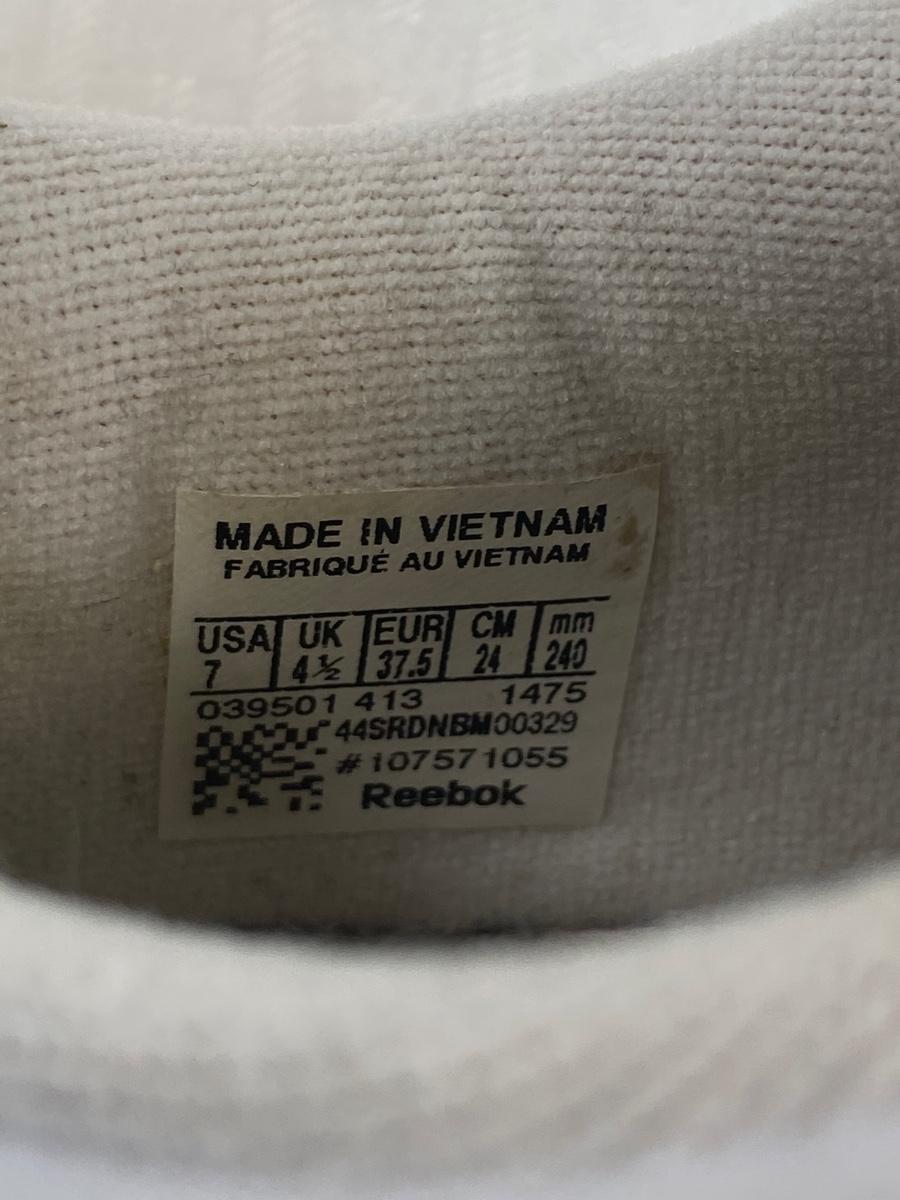 MADE IN VIETNAM
FABRIQUÉ AU VIETNAM
USA UK EUR CM mm
7 4½ 37.5 24 240
039501 413 1475
44SRDNBM00329
#107571055
Reebok